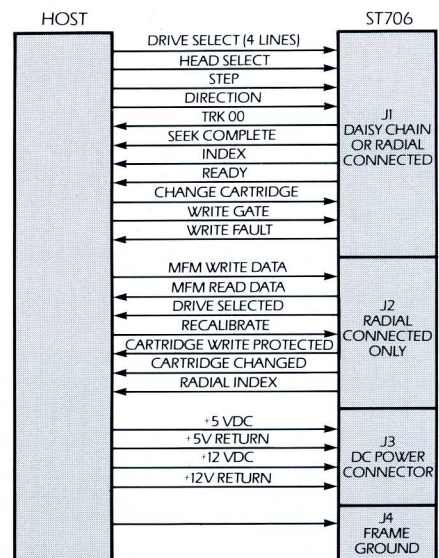 HOST
ST706
DRIVE SELECT (4 LINES)
HEAD SELECT
STEP
DIRECTION
TRK 00
SEEK COMPLETE
INDEX
READY
CHANGE CARTRIDGE
WRITE GATE
WRITE FAULT
J1
DAISY CHAIN
OR RADIAL
CONNECTED
MFM WRITE DATA
MFM READ DATA
DRIVE SELECTED
RECALIBRATE
CARTRIDGE WRITE PROTECTED
CARTRIDGE CHANGED
RADIAL INDEX
J2
RADIAL
CONNECTED
ONLY
+5 VDC
+5V RETURN
+12 VDC
+12V RETURN
J3
DC POWER
CONNECTOR
J4
FRAME
GROUND